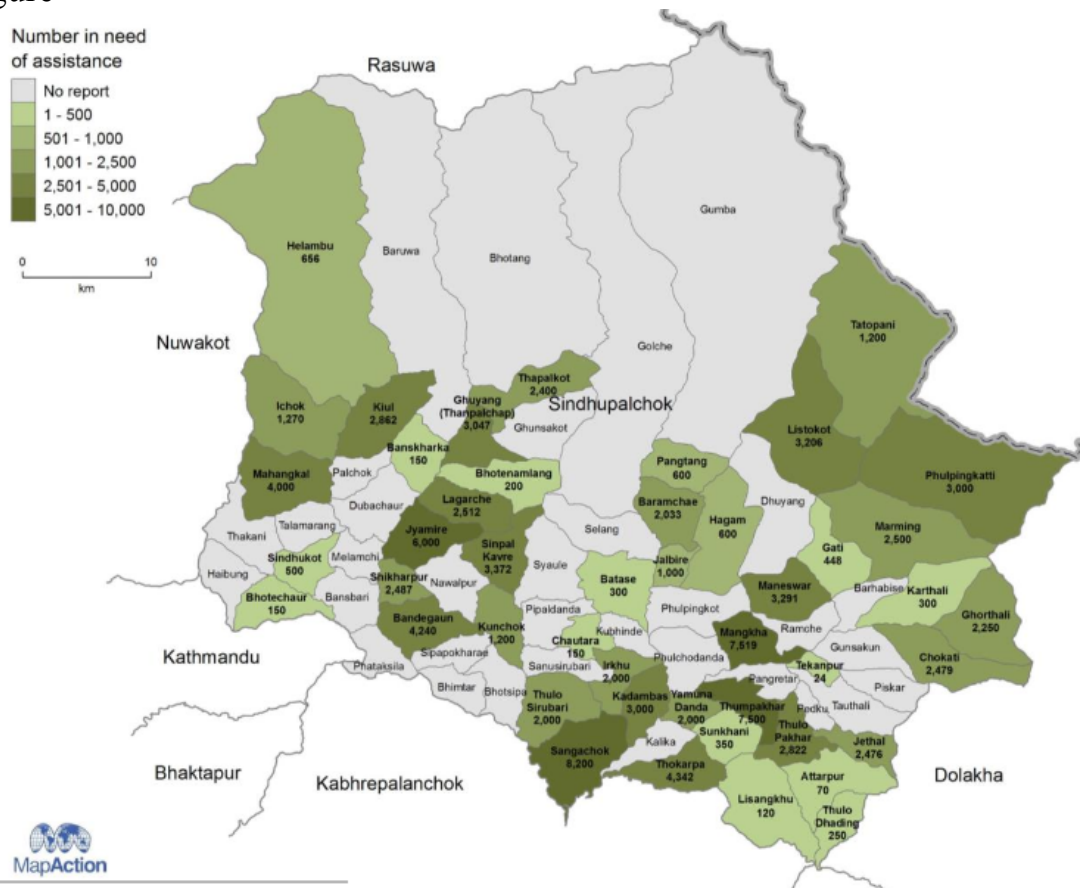 gure
Number in need
of assistance
No report
1 - 500
501 - 1,000
1,001 - 2,500
2,501 - 5,000
5,001 - 10,000
0 10
km
Rasuwa
Nuwakot
Kathmandu
Bhaktapur
Kabhrepalanchok
Dolakha
Sindhupalchok
Helambu
656
Baruwa
Bhotang
Gumba
Golche
Tatopani
1,200
Listokot
3,206
Phulpingkatti
3,000
Ichok
1,270
Kiul
2,862
Ghuyang
(Thanpalchap)
3,047
Thapalkot
2,400
Ghunsakot
Banskharka
150
Bhotenamlang
200
Mahangkal
4,000
Palchok
Dubachaur
Lagarche
2,512
Pangtang
600
Baramchae
2,033
Hagam
600
Dhuyang
Marming
2,500
Gati
448
Thakani
Talamarang
Jyamire
6,000
Sinpal
Kavre
3,372
Selang
Syaule
Jalbire
1,000
Haibung
Sindhukot
500
Melamchi
Bhotechaur
150
Bansbari
Shikharpur
2,487
Nawalpur
Batase
300
Maneswar
3,291
Barhabise
Karthali
300
Ghorthali
2,250
Bandegaun
4,240
Kunchok
1,200
Pipaldanda
Phulpingkot
Chautara
150
Kubhinde
Mangkha
7,519
Ramche
Gunsakun
Chokati
2,479
Phataksila
Sipapokharae
Sanusirubari
Irkhu
2,000
Phulchodanda
Tekanpur
24
Pangretar
Piskar
Bhimtar
Bhotsipa
Thulo
Sirubari
2,000
Kadambas
3,000
Yamuna
Danda
2,000
Thumpakhar
7,500
Pedku
Tauthali
Sunkhani
350
Thulo
Pakhar
2,822
Jethal
2,476
Kalika
Sangachok
8,200
Thokarpa
4,342
Attarpur
70
Lisangkhu
120
Thulo
Dhading
250
MapAction